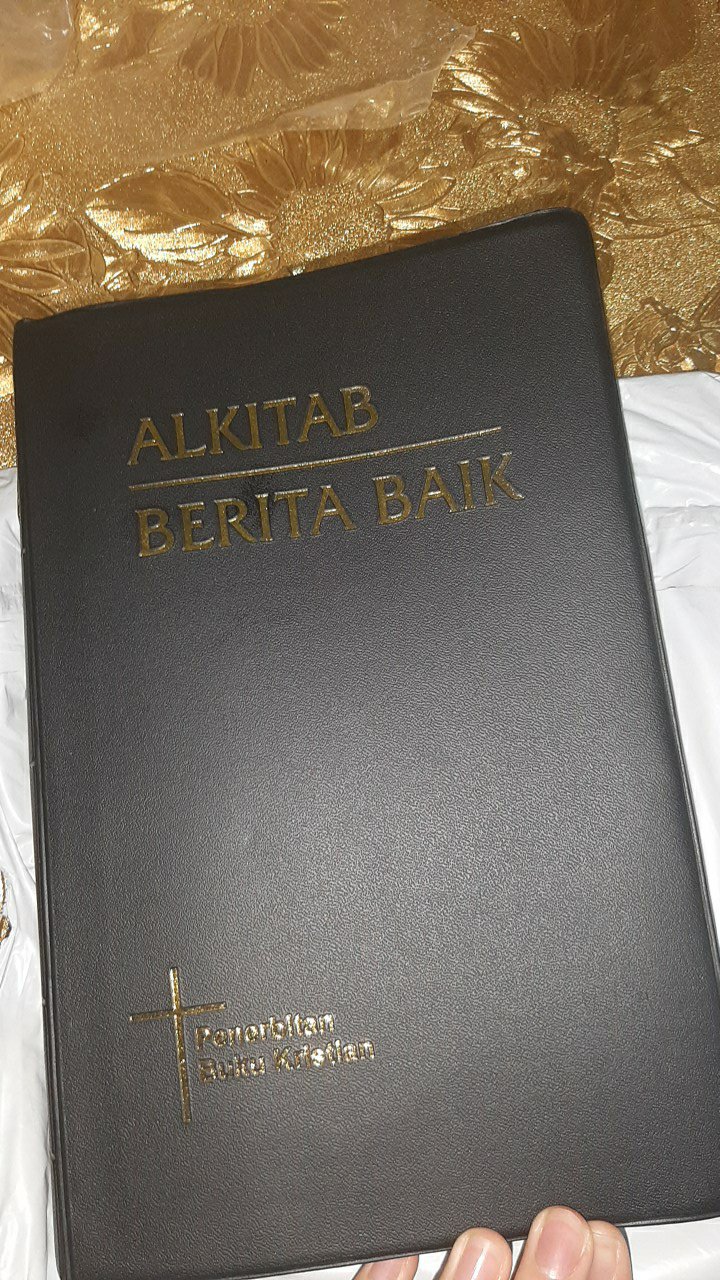 ALKITAB
BERITA BAIK
Penerbitan
Buku Kristian